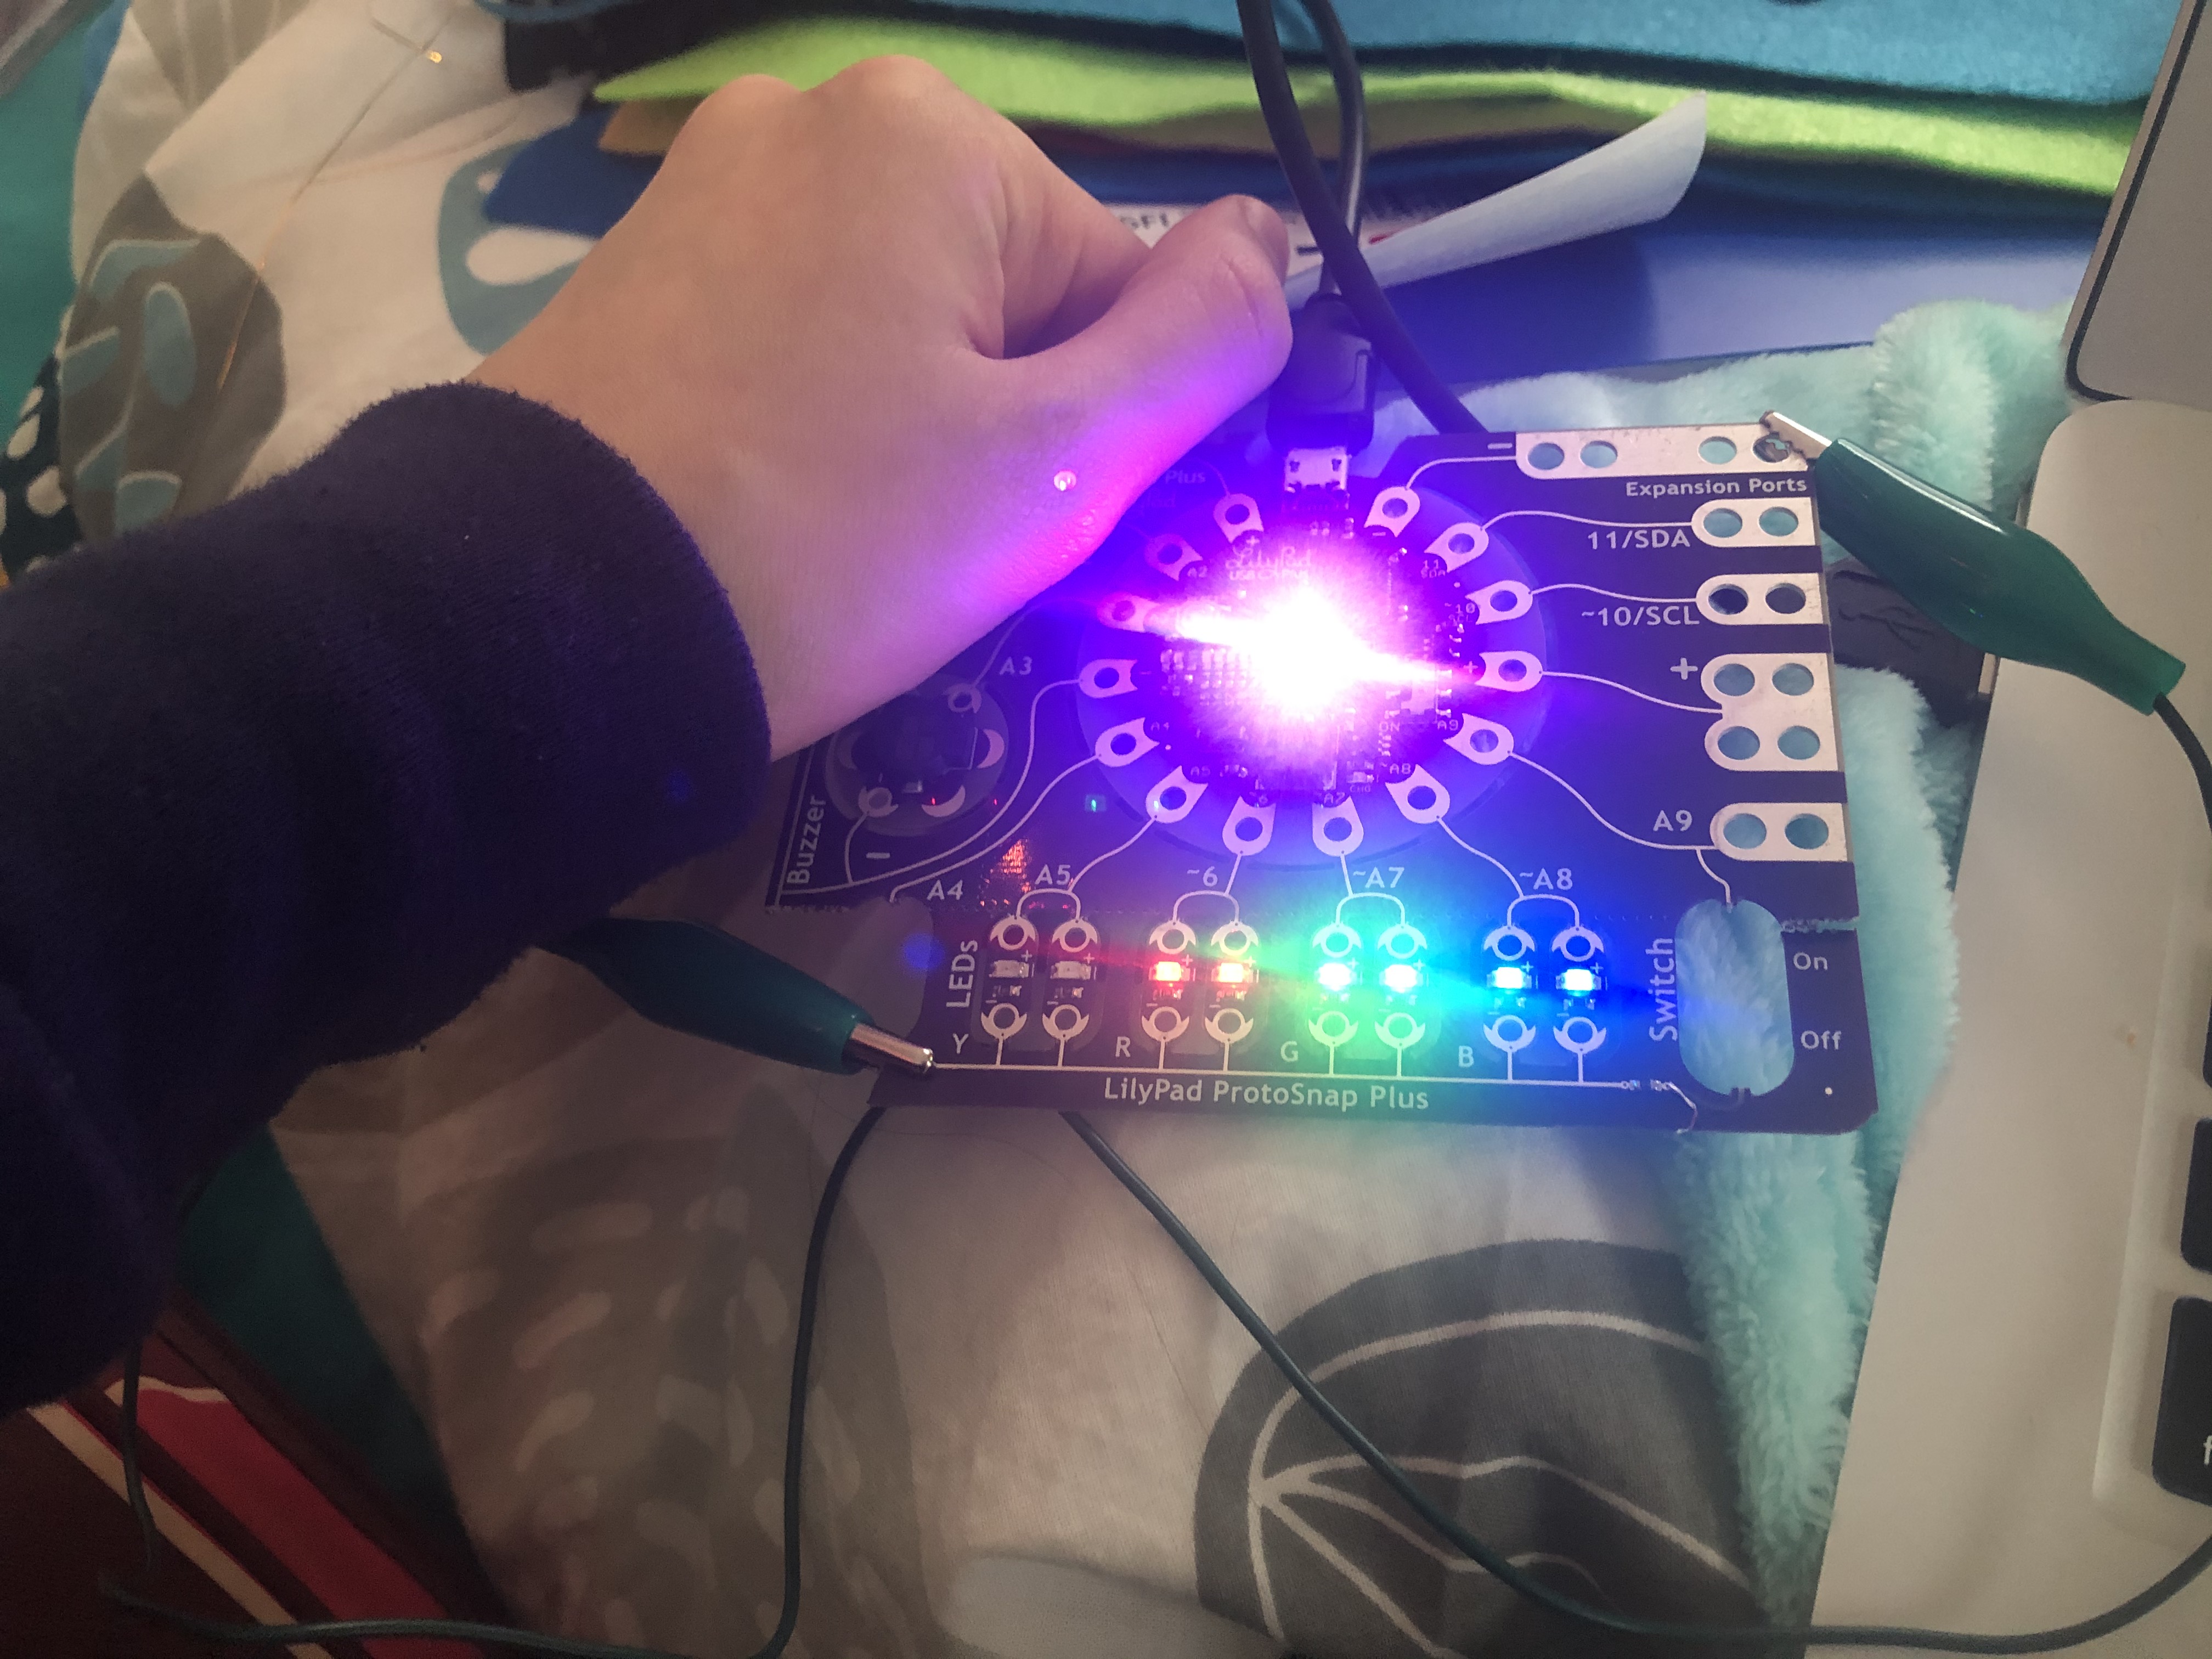 Buzzer
-
A4
A3
LEDs
Y
A5
R
~6
G
~A7
B
~A8
LilyPad ProtoSnap Plus
Plus
Switch
Off
On
A9
+
~10/SCL
11/SDA
-
Expansion Ports